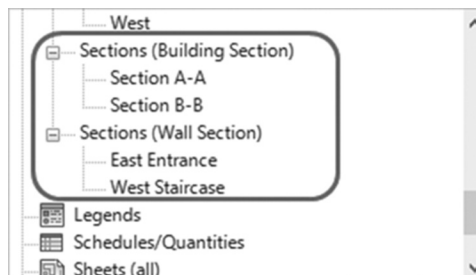 West
Sections (Building Section)
Section A-A
Section B-B
Sections (Wall Section)
East Entrance
West Staircase
Legends
Schedules/Quantities
Sheets (all)